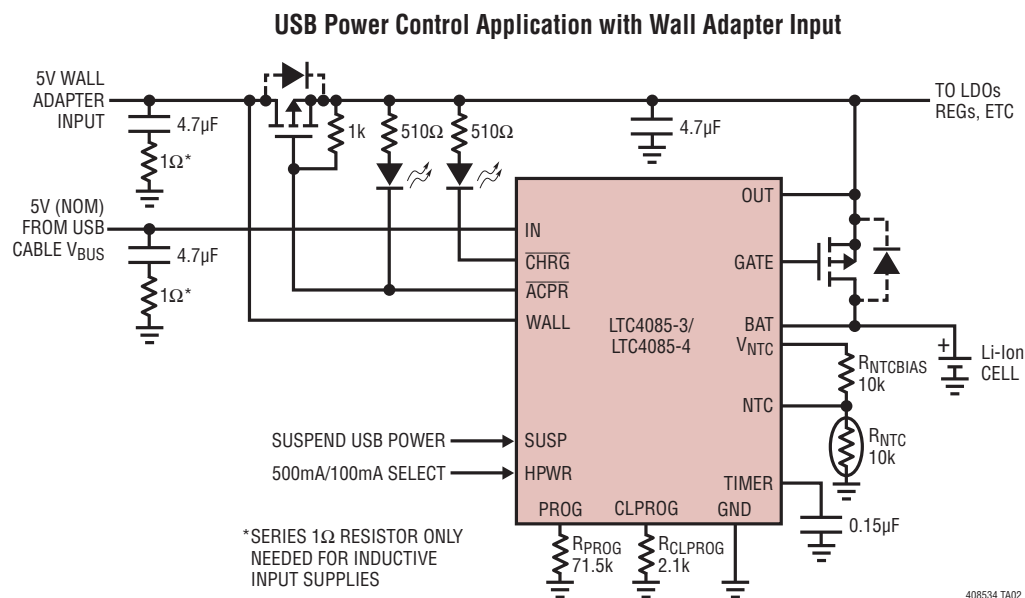 USB Power Control Application with Wall Adapter Input
5V WALL
ADAPTER
INPUT
4.7µF
1Ω*
1k
510Ω
510Ω
4.7µF
TO LDOs
REGs, ETC
5V (NOM)
FROM USB
CABLE VBUS
4.7µF
1Ω*
IN
CHRG
ACPR
WALL
OUT
GATE
BAT
VNTC
LTC4085-3/
LTC4085-4
+
Li-Ion
CELL
RNTCBIAS
10k
NTC
RNTC
10k
SUSPEND USB POWER
SUSP
500mA/100mA SELECT
HPWR
TIMER
0.15µF
PROG
CLPROG
GND
RPROG
71.5k
RCLPROG
2.1k
*SERIES 1Ω RESISTOR ONLY
NEEDED FOR INDUCTIVE
INPUT SUPPLIES
408534 TA02